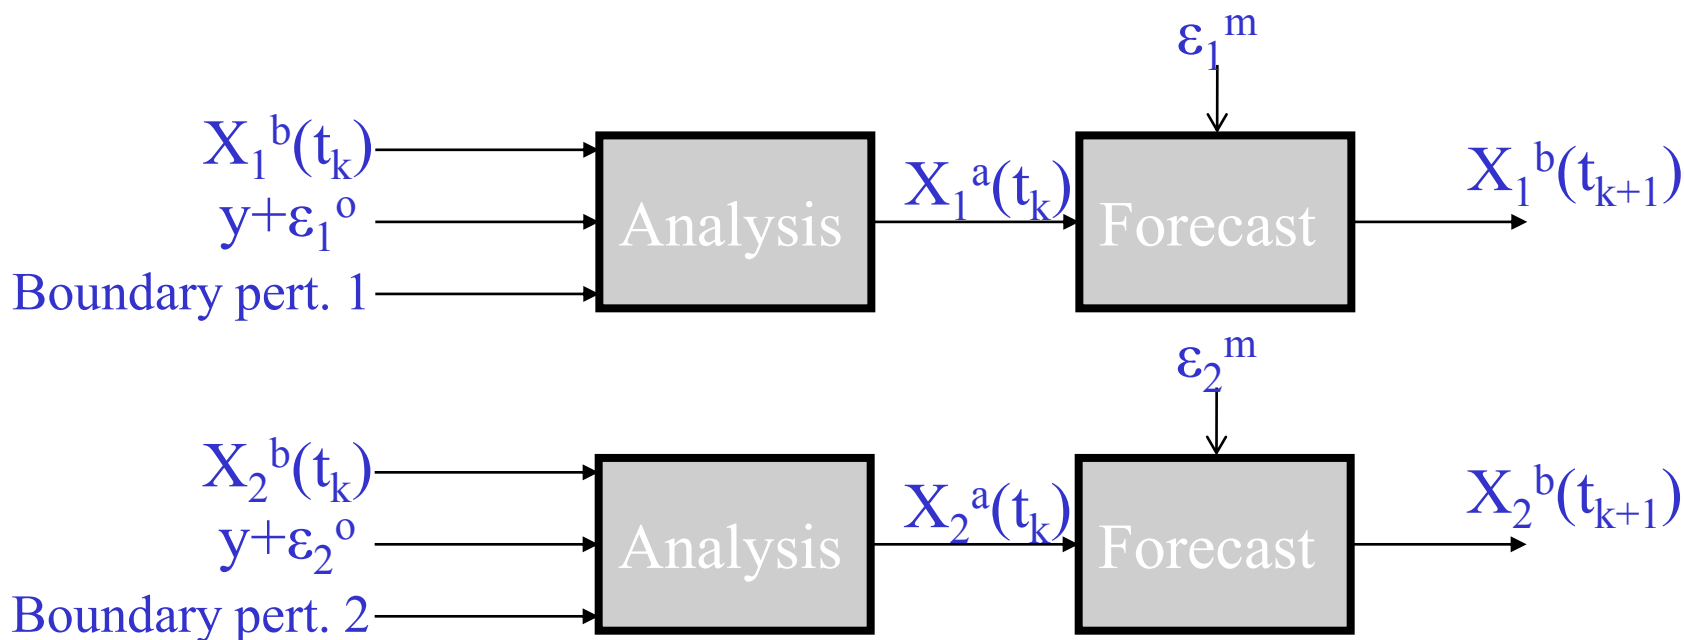 ε₁ᵐ
X₁ᵇ(tₖ)
y+ε₁ᵒ
Boundary pert. 1
Analysis
X₁ᵃ(tₖ)
Forecast
X₁ᵇ(tₖ₊₁)
ε₂ᵐ
X₂ᵇ(tₖ)
y+ε₂ᵒ
Boundary pert. 2
Analysis
X₂ᵃ(tₖ)
Forecast
X₂ᵇ(tₖ₊₁)